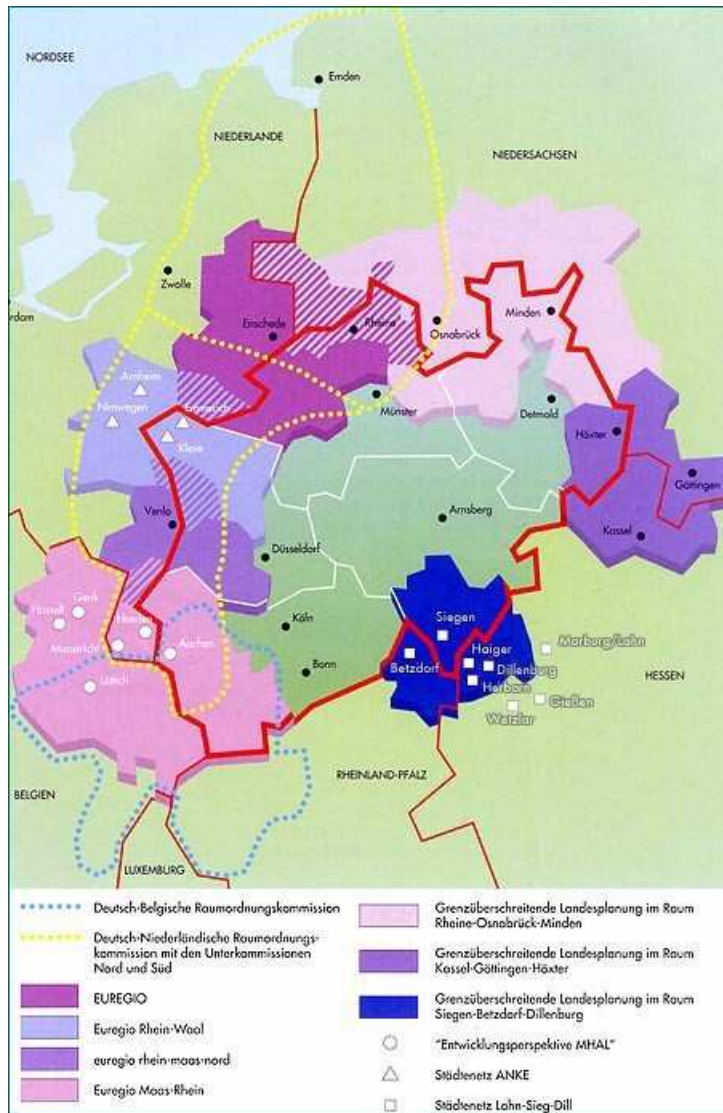 NORDSEE
Emden
NIEDERLANDE
NIEDERSACHSEN
Zwolle
rdam
Enschede
Rheine
Osnabrück
Minden
Arnheim
Nimwegen
Emmerich
Kleve
Münster
Detmold
Höxter
Göttingen
Kassel
Venlo
Arnsberg
Düsseldorf
Genk
Hasselt
Heerlen
Maastricht
Aachen
Lüttich
Köln
Bonn
Siegen
Betzdorf
Haiger
Dillenburg
Herborn
Marburg/Lahn
Wetzlar
Gießen
HESSEN
RHEINLAND-PFALZ
BELGIEN
LUXEMBURG
Deutsch-Belgische Raumordnungskommission
Deutsch-Niederländische Raumordnungs-
kommission mit den Unterkommissionen
Nord und Süd
EUREGIO
Euregio Rhein-Waal
euregio rhein-maas-nord
Euregio Maas-Rhein
Grenzüberschreitende Landesplanung im Raum
Rheine-Osnabrück-Minden
Grenzüberschreitende Landesplanung im Raum
Kassel-Göttingen-Höxter
Grenzüberschreitende Landesplanung im Raum
Siegen-Betzdorf-Dillenburg
"Entwicklungsperspektive MHAL"
Städtenetz ANKE
Städtenetz Lahn-Sieg-Dill